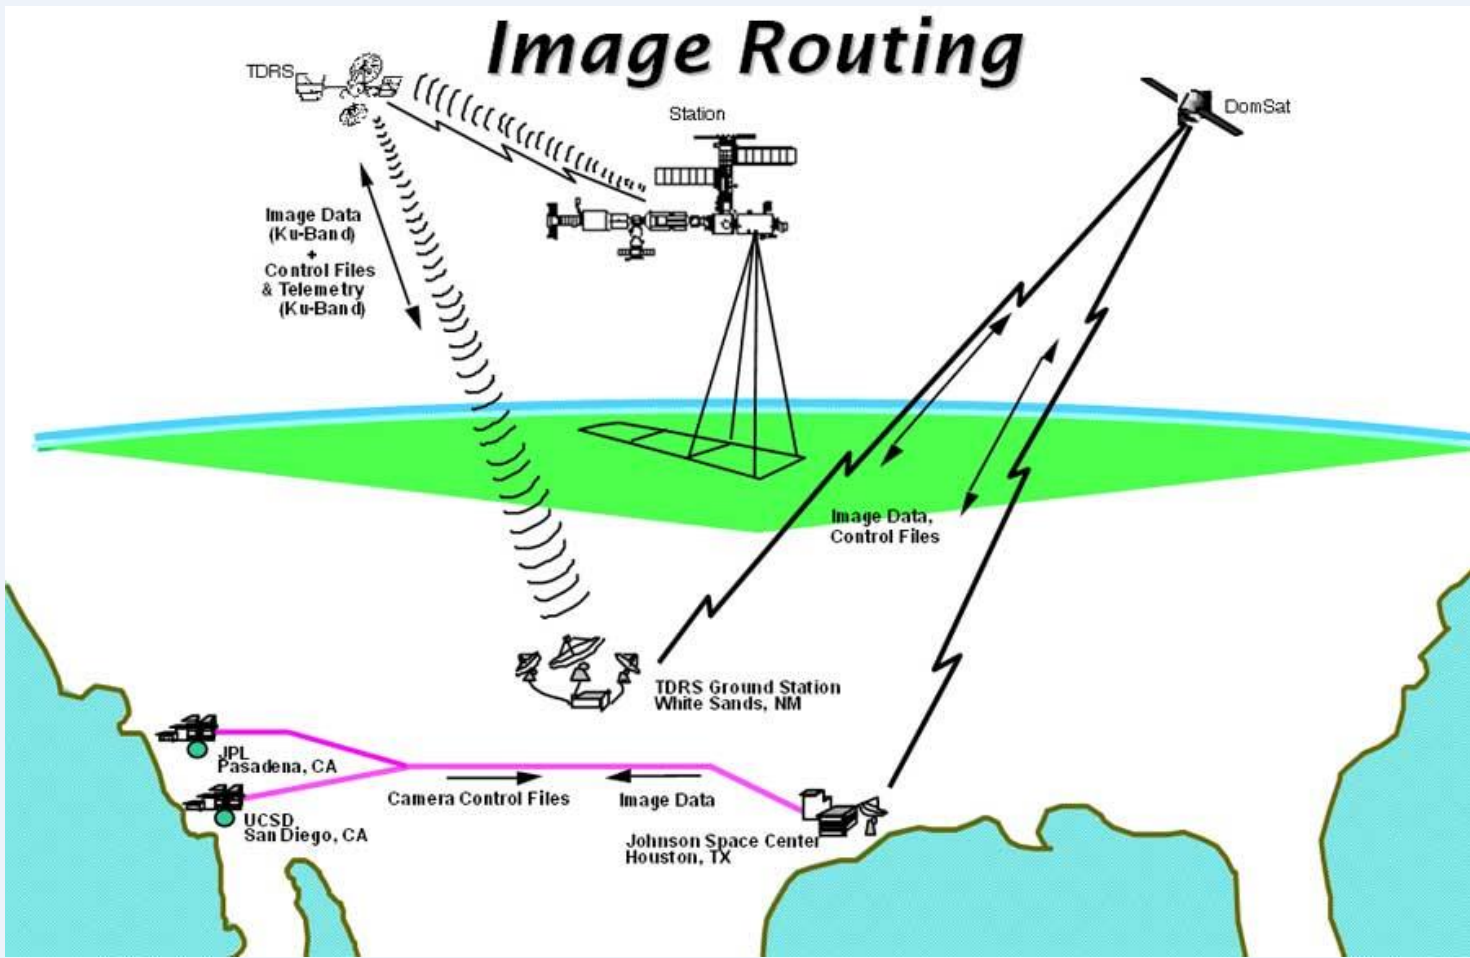 Image Routing
TDRS
Station
DomSat
Image Data
(Ku-Band)
+
Control Files
& Telemetry
(Ku-Band)
Image Data,
Control Files
TDRS Ground Station
White Sands, NM
JPL
Pasadena, CA
UCSD
San Diego, CA
Camera Control Files
Image Data
Johnson Space Center
Houston, TX